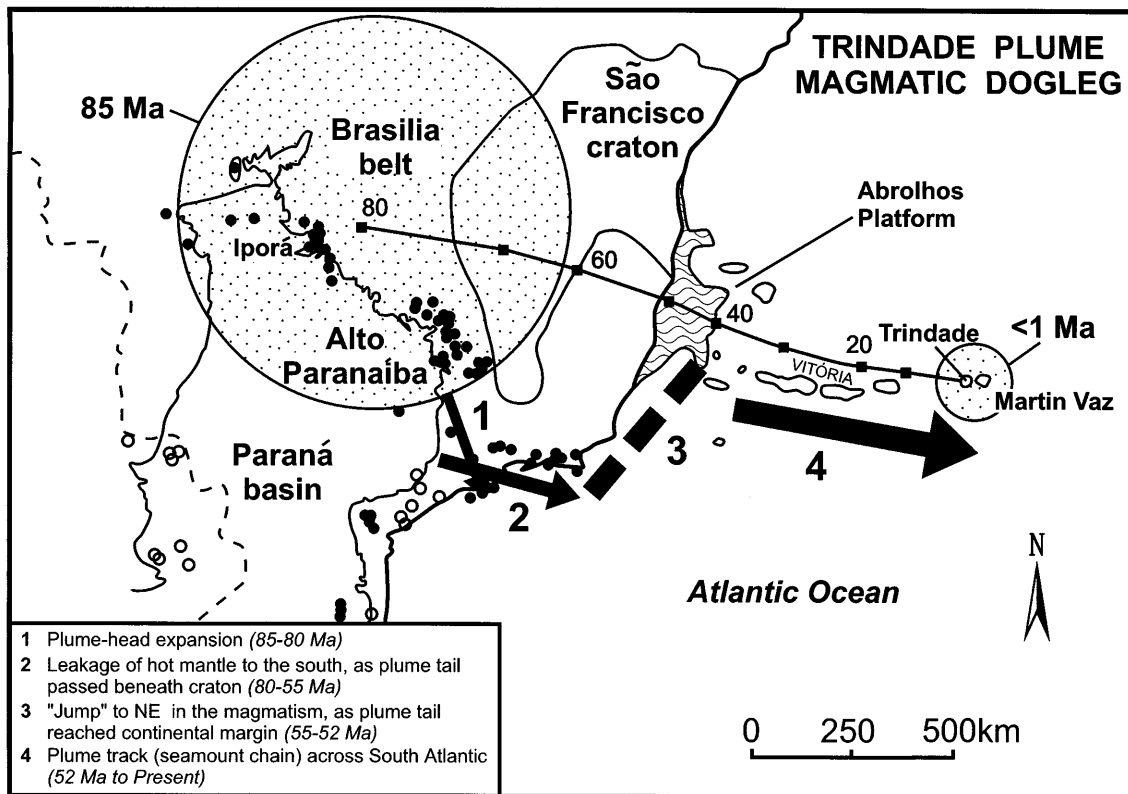 TRINDADE PLUME
MAGMATIC DOGLEG
São
Francisco
craton
85 Ma
Brasilia
belt
Abrolhos
Platform
80
Iporá
60
40
20
Trindade
<1 Ma
Alto
Paranaíba
VITÓRIA
Martin Vaz
1
3
4
Paraná
basin
2
N
Atlantic Ocean
1 Plume-head expansion (85-80 Ma)
2 Leakage of hot mantle to the south, as plume tail
passed beneath craton (80-55 Ma)
3 "Jump" to NE in the magmatism, as plume tail
reached continental margin (55-52 Ma)
4 Plume track (seamount chain) across South Atlantic
(52 Ma to Present)
0 250 500km